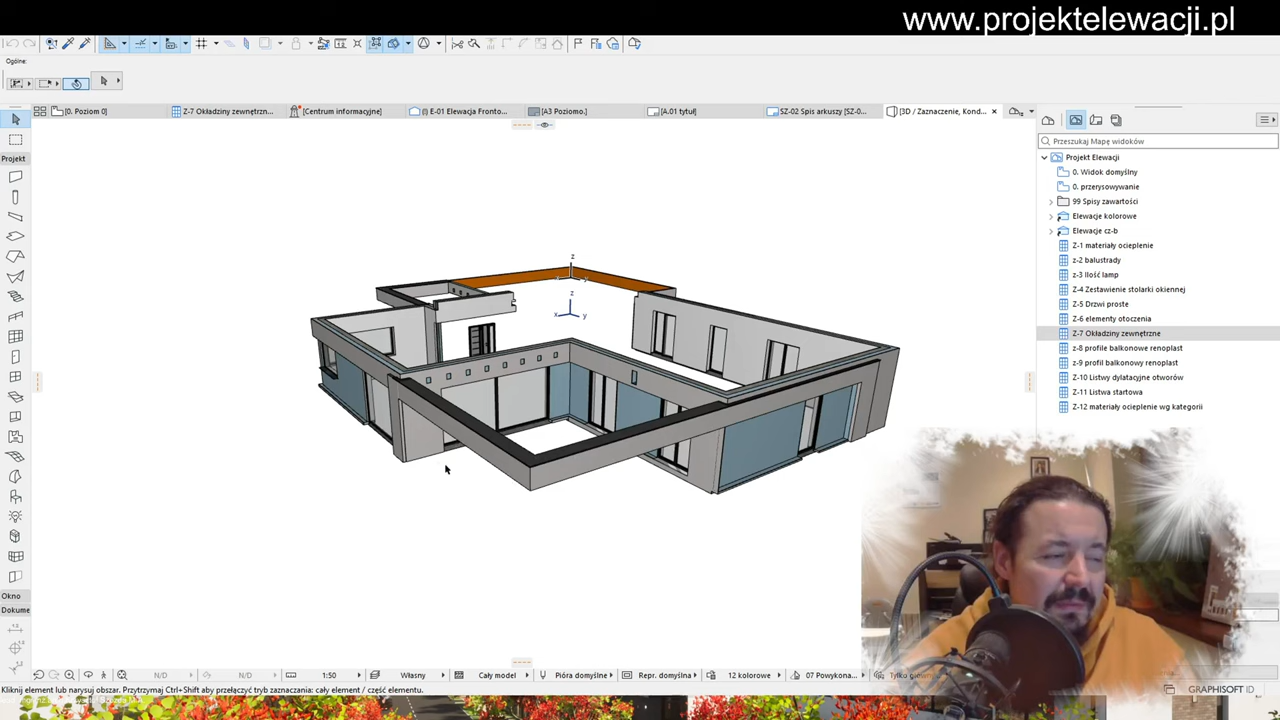 www.projektelewacji.pl
Ogólne:
[0. Poziom 0]
Z-7 Okładziny zewnętrzn...
[Centrum informacyjne]
(!) E-01 Elewacja Fronto...
[A3 Poziomo.]
[A.01 tytuł]
SZ-02 Spis arkuszy [SZ-0...
[3D / Zaznaczenie, Kond...
Przeszukaj Mapę widoków
Projekt
Projekt Elewacji
0. Widok domyślny
0. przerysowywanie
99 Spisy zawartości
Elewacje kolorowe
Elewacje cz-b
Z-1 materiały ocieplenie
z-2 balustrady
z-3 Ilość lamp
Z-4 Zestawienie stolarki okiennej
Z-5 Drzwi proste
Z-6 elementy otoczenia
Z-7 Okładziny zewnętrzne
z-8 profile balkonowe renoplast
z-9 profil balkonowy renoplast
Z-10 Listwy dylatacyjne otworów
Z-11 Listwa startowa
Z-12 materiały ocieplenie wg kategorii
z
x
y
z
x
y
Okno
Dokume
N/D
N/D
1:50
Własny
Cały model
Pióra domyślne
Repr. domyślna
12 kolorowe
07 Powykona...
Kliknij element lub narysuj obszar. Przytrzymaj Ctrl+Shift aby przełączyć tryb zaznaczania: cały element / część elementu.
GRAPHISOFT ID